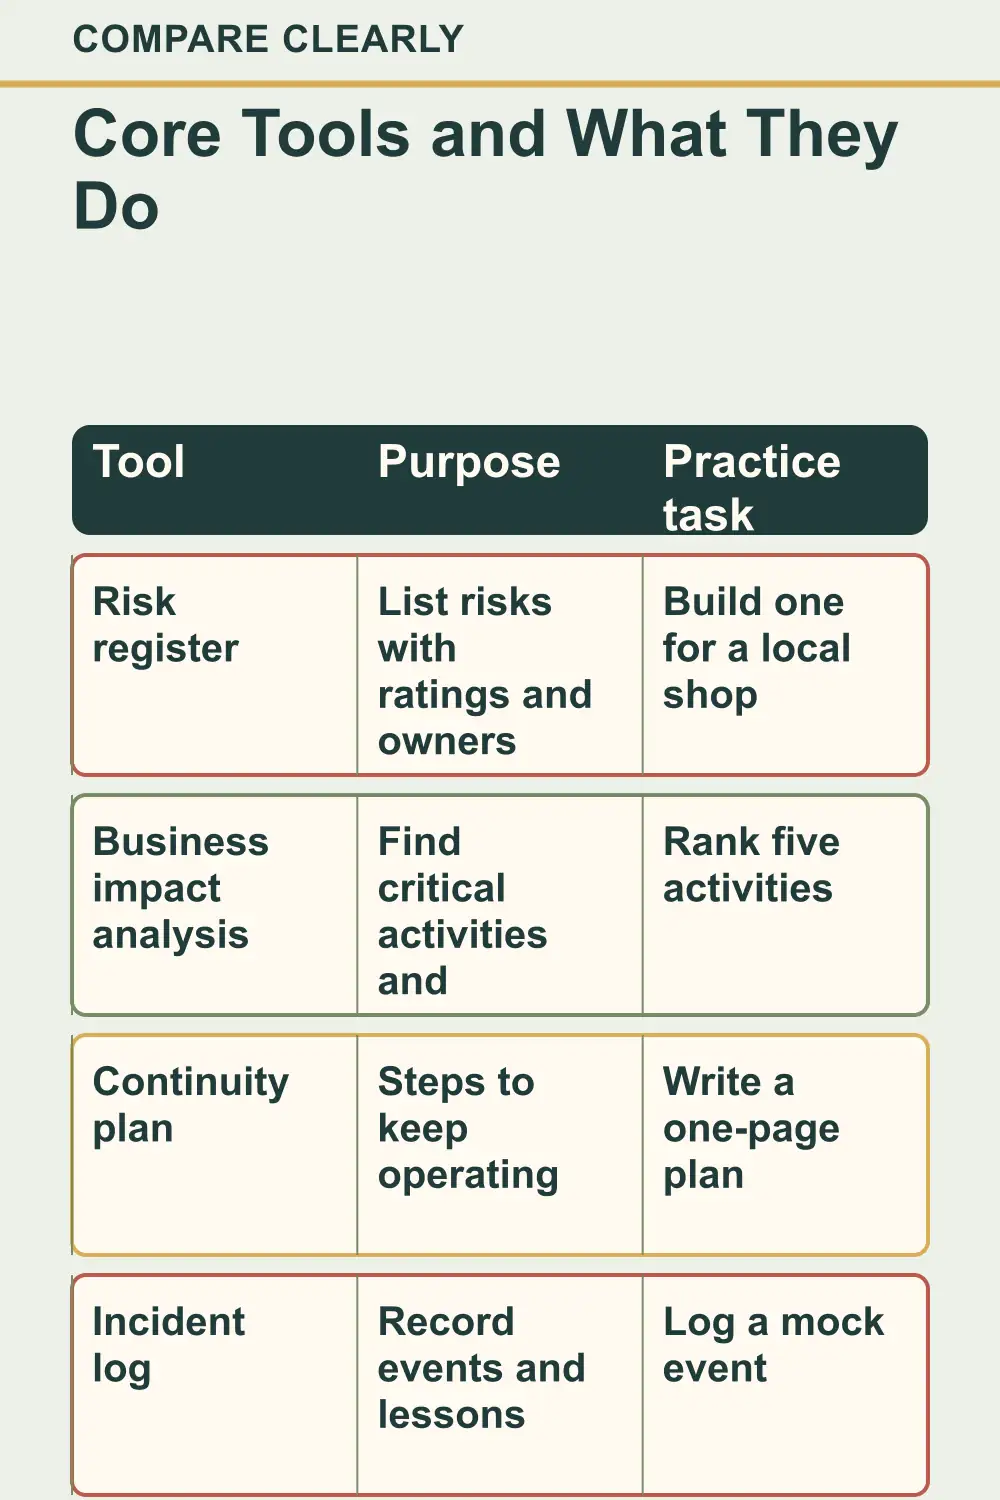 COMPARE CLEARLY
Core Tools and What They
Do
Tool
Purpose
Practice
task
Risk
register
List risks
with
ratings and
owners
Build one
for a local
shop
Business
impact
analysis
Find
critical
activities
and
Rank five
activities
Continuity
plan
Steps to
keep
operating
Write a
one-page
plan
Incident
log
Record
events and
lessons
Log a mock
event